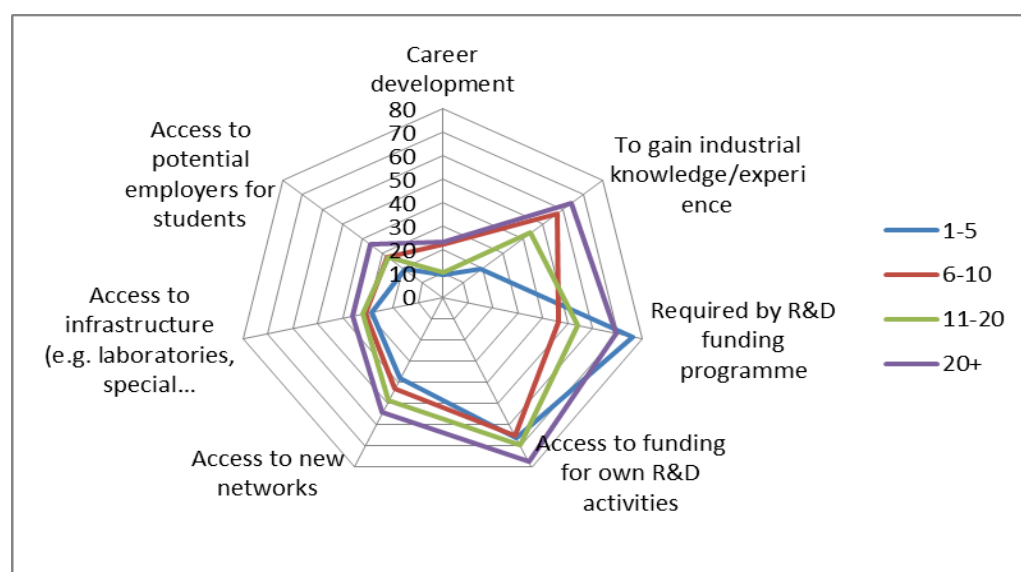 Career
development
80
70
60
50
40
30
20
10
0
To gain industrial
knowledge/experi
ence
Required by R&D
funding
programme
Access to funding
for own R&D
activities
Access to new
networks
Access to
infrastructure
(e.g. laboratories,
special...
Access to
potential
employers for
students
1-5
6-10
11-20
20+